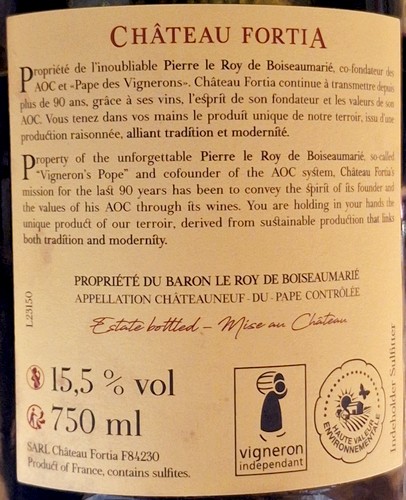 CHÂTEAU FORTIA
Propriété de l'inoubliable Pierre le Roy de Boiseaumarié, co-fondateur des
AOC et «Pape des Vignerons». Château Fortia continue à transmettre depuis
plus de 90 ans, grâce à ses vins, l'esprit de son fondateur et les valeurs de son
AOC. Vous tenez dans vos mains le produit unique de notre terroir, issu d'une
production raisonnée, alliant tradition et modernité.
Property of the unforgettable Pierre le Roy de Boiseaumarié, so-called
"Vigneron's Pope" and cofounder of the AOC system, Château Fortia's
mission for the last 90 years has been to convey the spirit of its founder and
the values of his AOC through its wines. You are holding in your hands the
unique product of our terroir, derived from sustainable production that links
both tradition and modernity.
PROPRIÉTÉ DU BARON LE ROY DE BOISEAUMARIÉ
APPELLATION CHÂTEAUNEUF-DU-PAPE CONTRÔLÉE
Estate bottled - Mise au Château
L23150
15,5 % vol
750 ml
SARL Château Fortia F84230
Product of France, contains sulfites.
vigneron
indépendant
HAUTE VALEUR
ENVIRONNEMENTALE
Indeholder Sulfitter